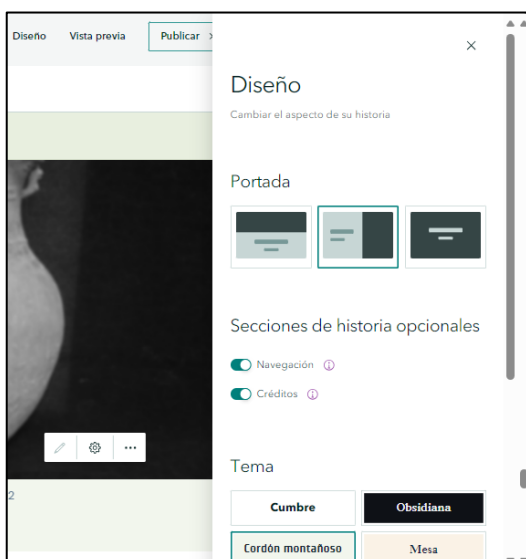 Diseño Vista previa Publicar
Diseño
Cambiar el aspecto de su historia
Portada
Secciones de historia opcionales
Navegación
Créditos
2
Tema
Cumbre Obsidiana
Cordón montañoso Mesa